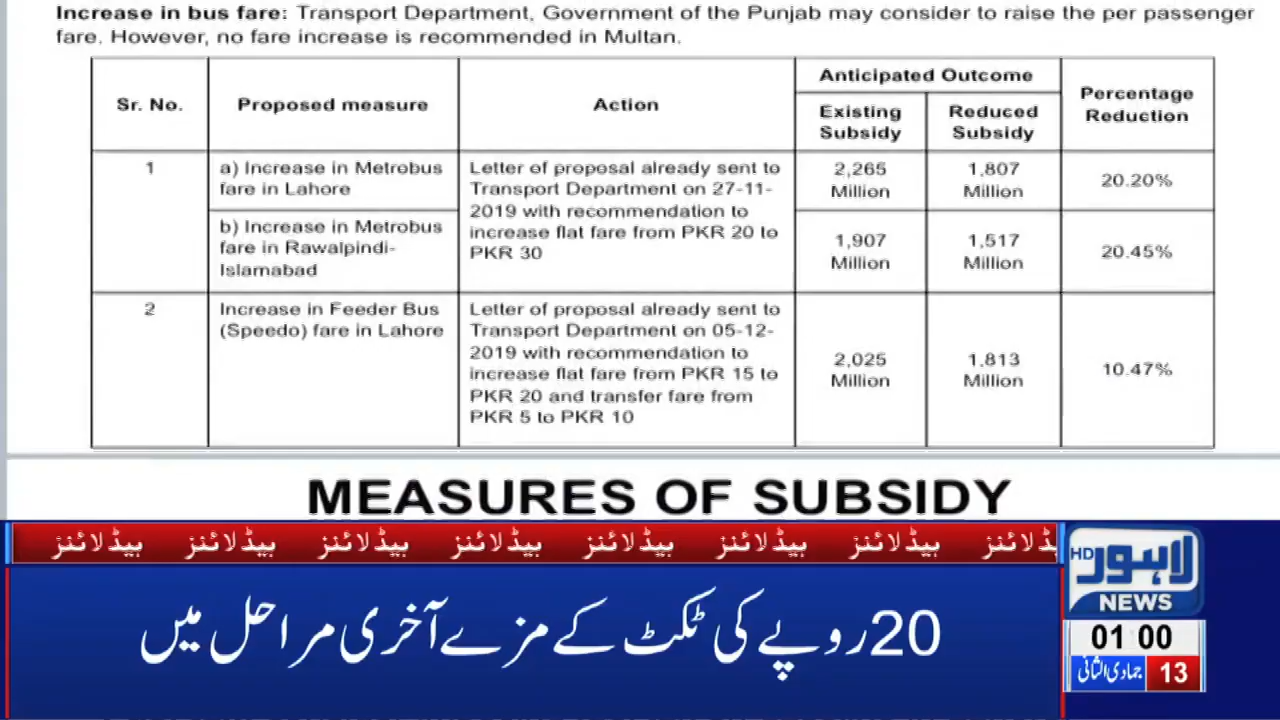 Increase in bus fare: Transport Department, Government of the Punjab may consider to raise the per passenger
fare. However, no fare increase is recommended in Multan.
Sr. No.
Proposed measure
Action
Anticipated Outcome
Existing
Subsidy
Reduced
Subsidy
Percentage
Reduction
1
a) Increase in Metrobus
fare in Lahore
b) Increase in Metrobus
fare in Rawalpindi-
Islamabad
Letter of proposal already sent to
Transport Department on 27-11-
2019 with recommendation to
increase flat fare from PKR 20 to
PKR 30
2,265
Million
1,807
Million
20.20%
1,907
Million
1,517
Million
20.45%
2
Increase in Feeder Bus
(Speedo) fare in Lahore
Letter of proposal already sent to
Transport Department on 05-12-
2019 with recommendation to
increase flat fare from PKR 15 to
PKR 20 and transfer fare from
PKR 5 to PKR 10
2,025
Million
1,813
Million
10.47%
MEASURES OF SUBSIDY
ہیڈلائنز ہیڈلائنز ہیڈلائنز ہیڈلائنز ہیڈلائنز ہیڈلائنز ہیڈلائنز ہیڈلائنز
20 روپے کی ٹکٹ کے مزے آخری مراحل میں
لاہور HD
NEWS
01 00
جمادی الثانی 13